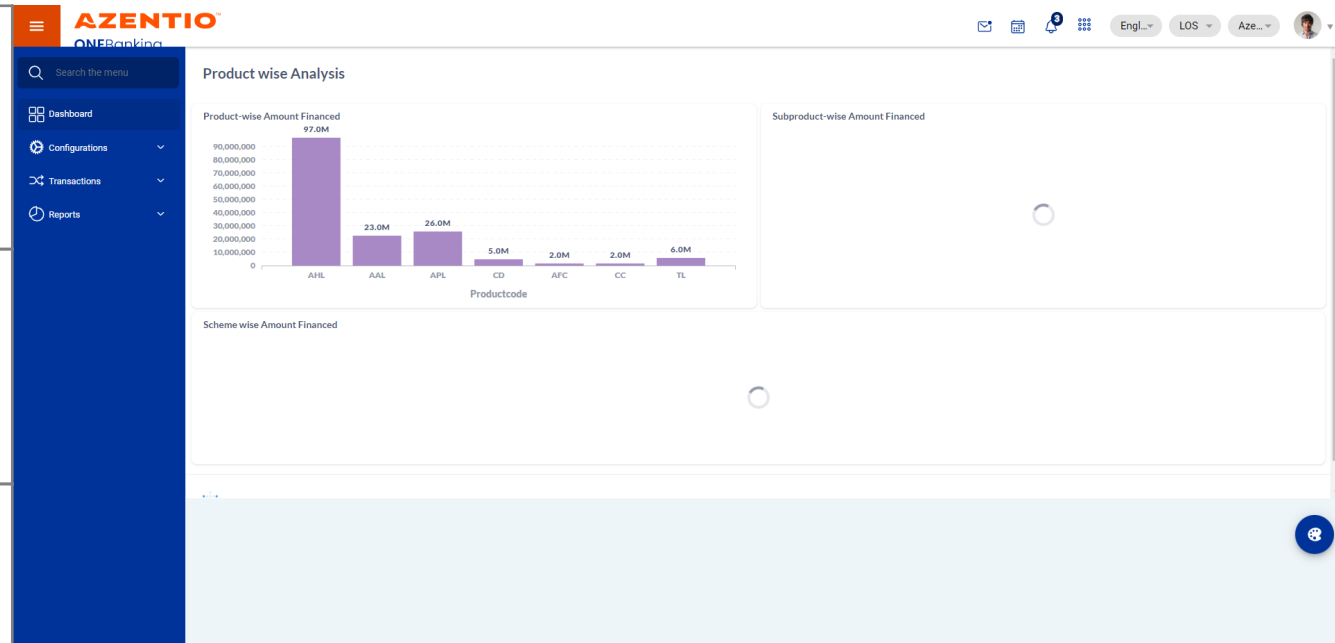 AZENTIO™
ONEBanking
3
Engl...
LOS
Aze...
Search the menu
Dashboard
Configurations
Transactions
Reports
Product wise Analysis
Product-wise Amount Financed
97.0M
90,000,000
80,000,000
70,000,000
60,000,000
50,000,000
40,000,000
30,000,000
20,000,000
10,000,000
0
23.0M
26.0M
5.0M
2.0M
2.0M
6.0M
AHL AAL APL CD AFC CC TL
Productcode
Subproduct-wise Amount Financed
Scheme wise Amount Financed